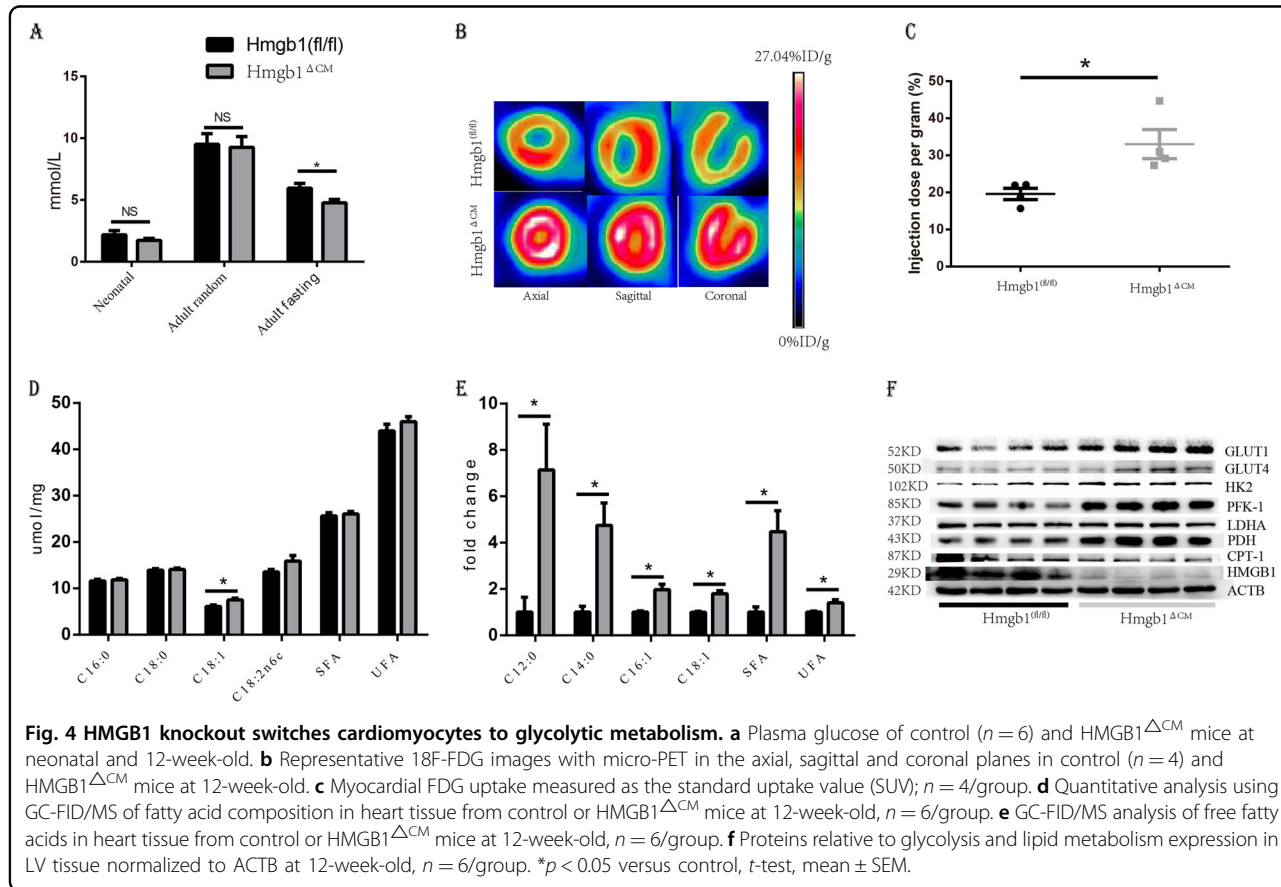 A
Hmgb1(fl/fl)
Hmgb1 ΔCM
mmol/L
15
10
5
0
NS
NS
*
Neonatal
Adult random
Adult fasting
B
27.04%ID/g
Hmgb1(fl/fl)
Hmgb1 ΔCM
Axial
Sagittal
Coronal
0%ID/g
C
Injection dose per gram (%)
50
40
30
20
10
0
*
Hmgb1(fl/fl)
Hmgb1 ΔCM
D
umol/mg
50
40
30
20
10
0
*
C16:0
C18:0
C18:1
C18:2n6c
SFA
UFA
E
fold change
10
8
6
4
2
0
*
*
*
*
*
*
C12:0
C14:0
C16:1
C18:1
SFA
UFA
F
52KD GLUT1
50KD GLUT4
102KD HK2
85KD PFK-1
37KD LDHA
43KD PDH
87KD CPT-1
29KD HMGB1
42KD ACTB
Hmgb1(fl/fl) Hmgb1 ΔCM
Fig. 4 HMGB1 knockout switches cardiomyocytes to glycolytic metabolism. a Plasma glucose of control (n = 6) and HMGB1△CM mice at
neonatal and 12-week-old. b Representative 18F-FDG images with micro-PET in the axial, sagittal and coronal planes in control (n = 4) and
HMGB1△CM mice at 12-week-old. c Myocardial FDG uptake measured as the standard uptake value (SUV); n = 4/group. d Quantitative analysis using
GC-FID/MS of fatty acid composition in heart tissue from control or HMGB1△CM mice at 12-week-old, n = 6/group. e GC-FID/MS analysis of free fatty
acids in heart tissue from control or HMGB1△CM mice at 12-week-old, n = 6/group. f Proteins relative to glycolysis and lipid metabolism expression in
LV tissue normalized to ACTB at 12-week-old, n = 6/group. *p < 0.05 versus control, t-test, mean ± SEM.